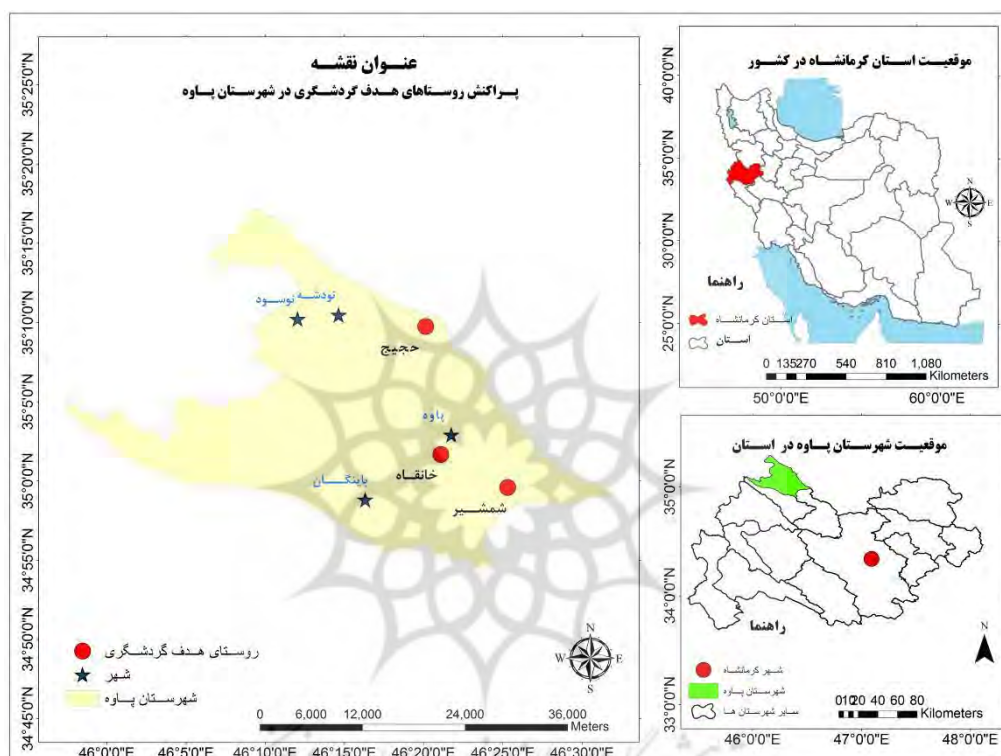 عنوان نقشه
پراکنش روستاهای هدف گردشگری در شهرستان پاوه
35°25'0"N
35°20'0"N
35°15'0"N
35°10'0"N
35°5'0"N
35°0'0"N
34°55'0"N
34°50'0"N
34°45'0"N
نودشه
نوسود
حجیج
پاوه
خانقاه
باینگان
شمشیر
روستای هدف گردشگری
شهر
شهرستان پاوه
N
W E
S
0 6,000 12,000 24,000 36,000
Meters
46°0'0"E 46°5'0"E 46°10'0"E 46°15'0"E 46°20'0"E 46°25'0"E 46°30'0"E
موقعیت استان کرمانشاه در کشور
40°0'0"N
35°0'0"N
30°0'0"N
25°0'0"N
N
W E
S
راهنما
استان کرمانشاه
استان
0 135270 540 810 1,080
Kilometers
50°0'0"E 60°0'0"E
موقعیت شهرستان پاوه در استان
35°0'0"N
34°0'0"N
33°0'0"N
راهنما
N
شهر کرمانشاه
شهرستان پاوه
سایر شهرستان ها
010 20 40 60 80
Kilometers
46°0'0"E 47°0'0"E 48°0'0"E